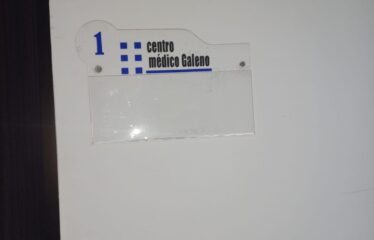 1
centro
médico Galeno